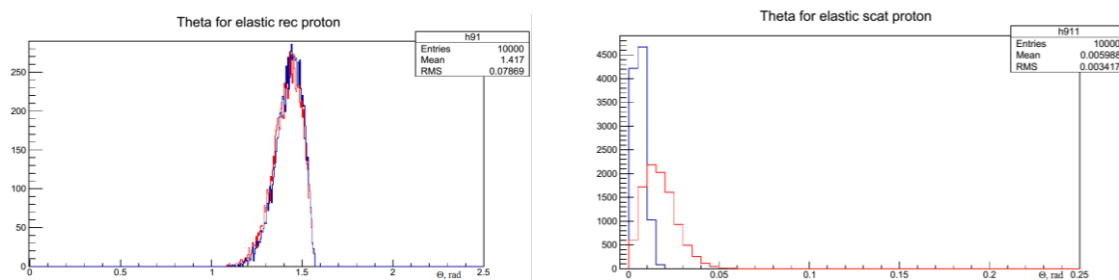 Theta for elastic rec proton
h91
Entries 10000
Mean 1.417
RMS 0.07869
250
200
150
100
50
0
0 0.5 1 1.5 2 2.5
Θ, rad
Theta for elastic scat proton
h911
Entries 10000
Mean 0.005988
RMS 0.003417
4500
4000
3500
3000
2500
2000
1500
1000
500
0
0 0.05 0.1 0.15 0.2 0.25
Θ, rad